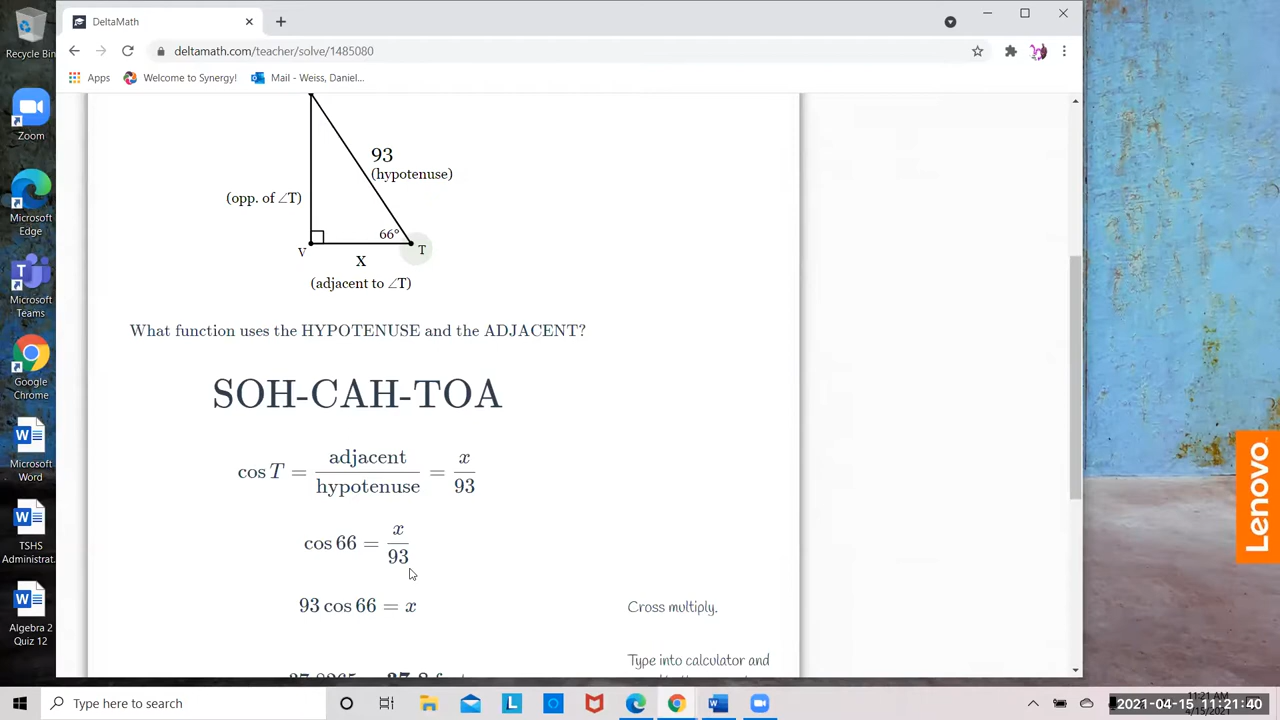 Recycle Bin
Zoom
Microsoft Edge
Microsoft Teams
Google Chrome
Microsoft Word
TSHS Administrat...
Algebra 2 Quiz 12
DeltaMath
deltamath.com/teacher/solve/1485080
Apps
Welcome to Synergy!
Mail - Weiss, Daniel...
93
(hypotenuse)
(opp. of ∠T)
66°
V
T
x
(adjacent to ∠T)
What function uses the HYPOTENUSE and the ADJACENT?
SOH-CAH-TOA
cos T = adjacent/hypotenuse = x/93
cos 66 = x/93
93 cos 66 = x
Cross multiply.
Type into calculator and
Lenovo
Type here to search
2021-04-15 11:21:40